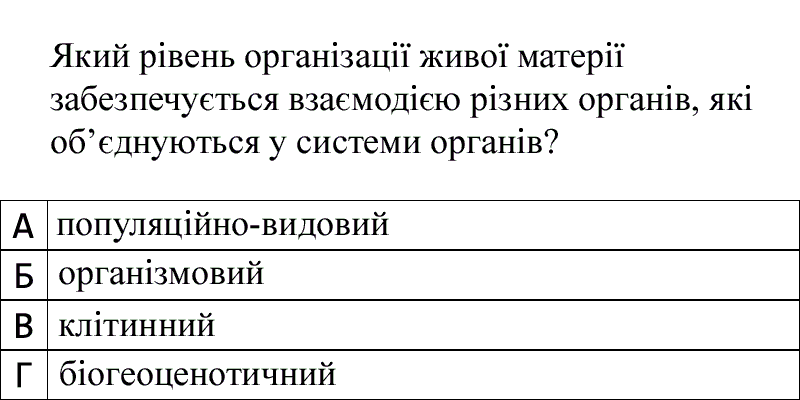 Який рівень організації живої матерії
забезпечується взаємодією різних органів, які
об’єднуються у системи органів?
А популяційно-видовий
Б організмовий
В клітинний
Г біогеоценотичний